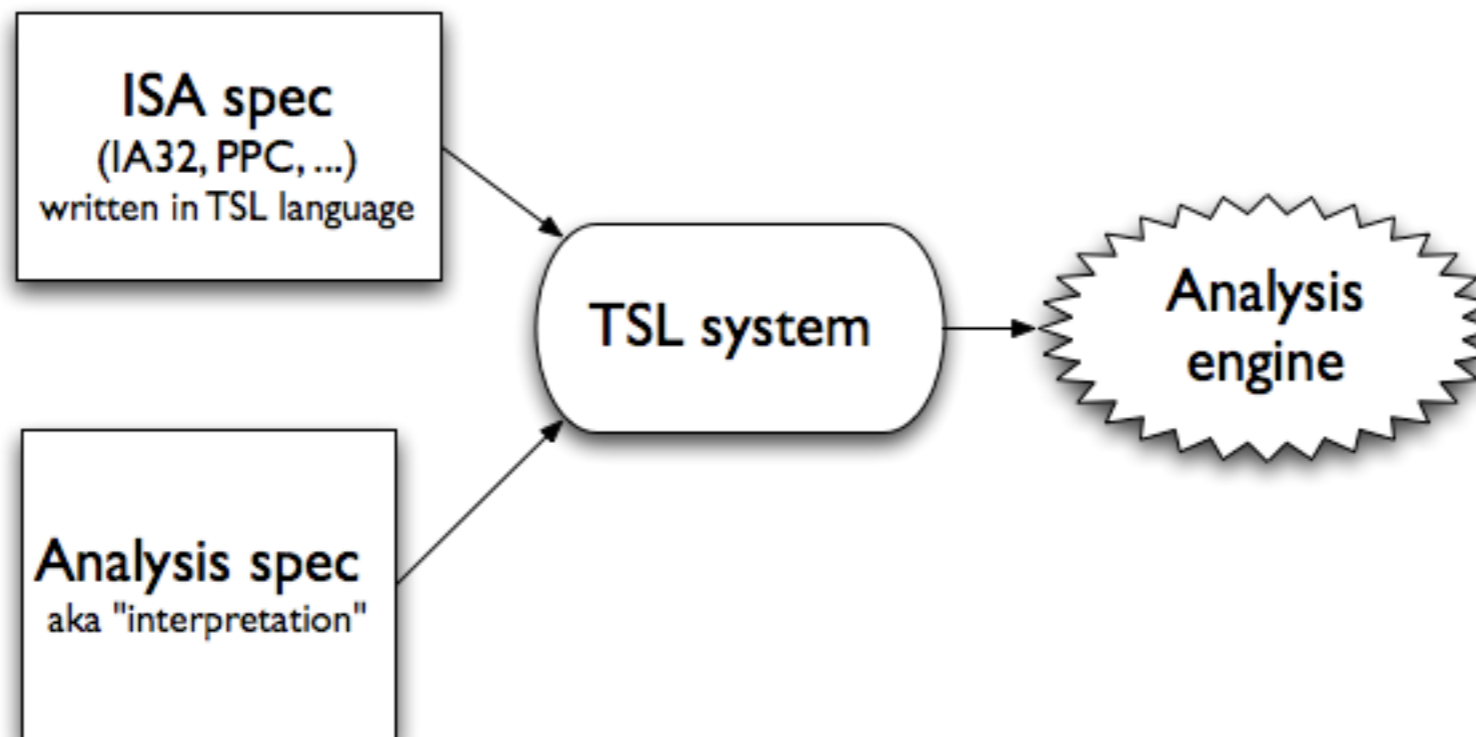 ISA spec
(IA32, PPC, ...)
written in TSL language
TSL system
Analysis
engine
Analysis spec
aka "interpretation"